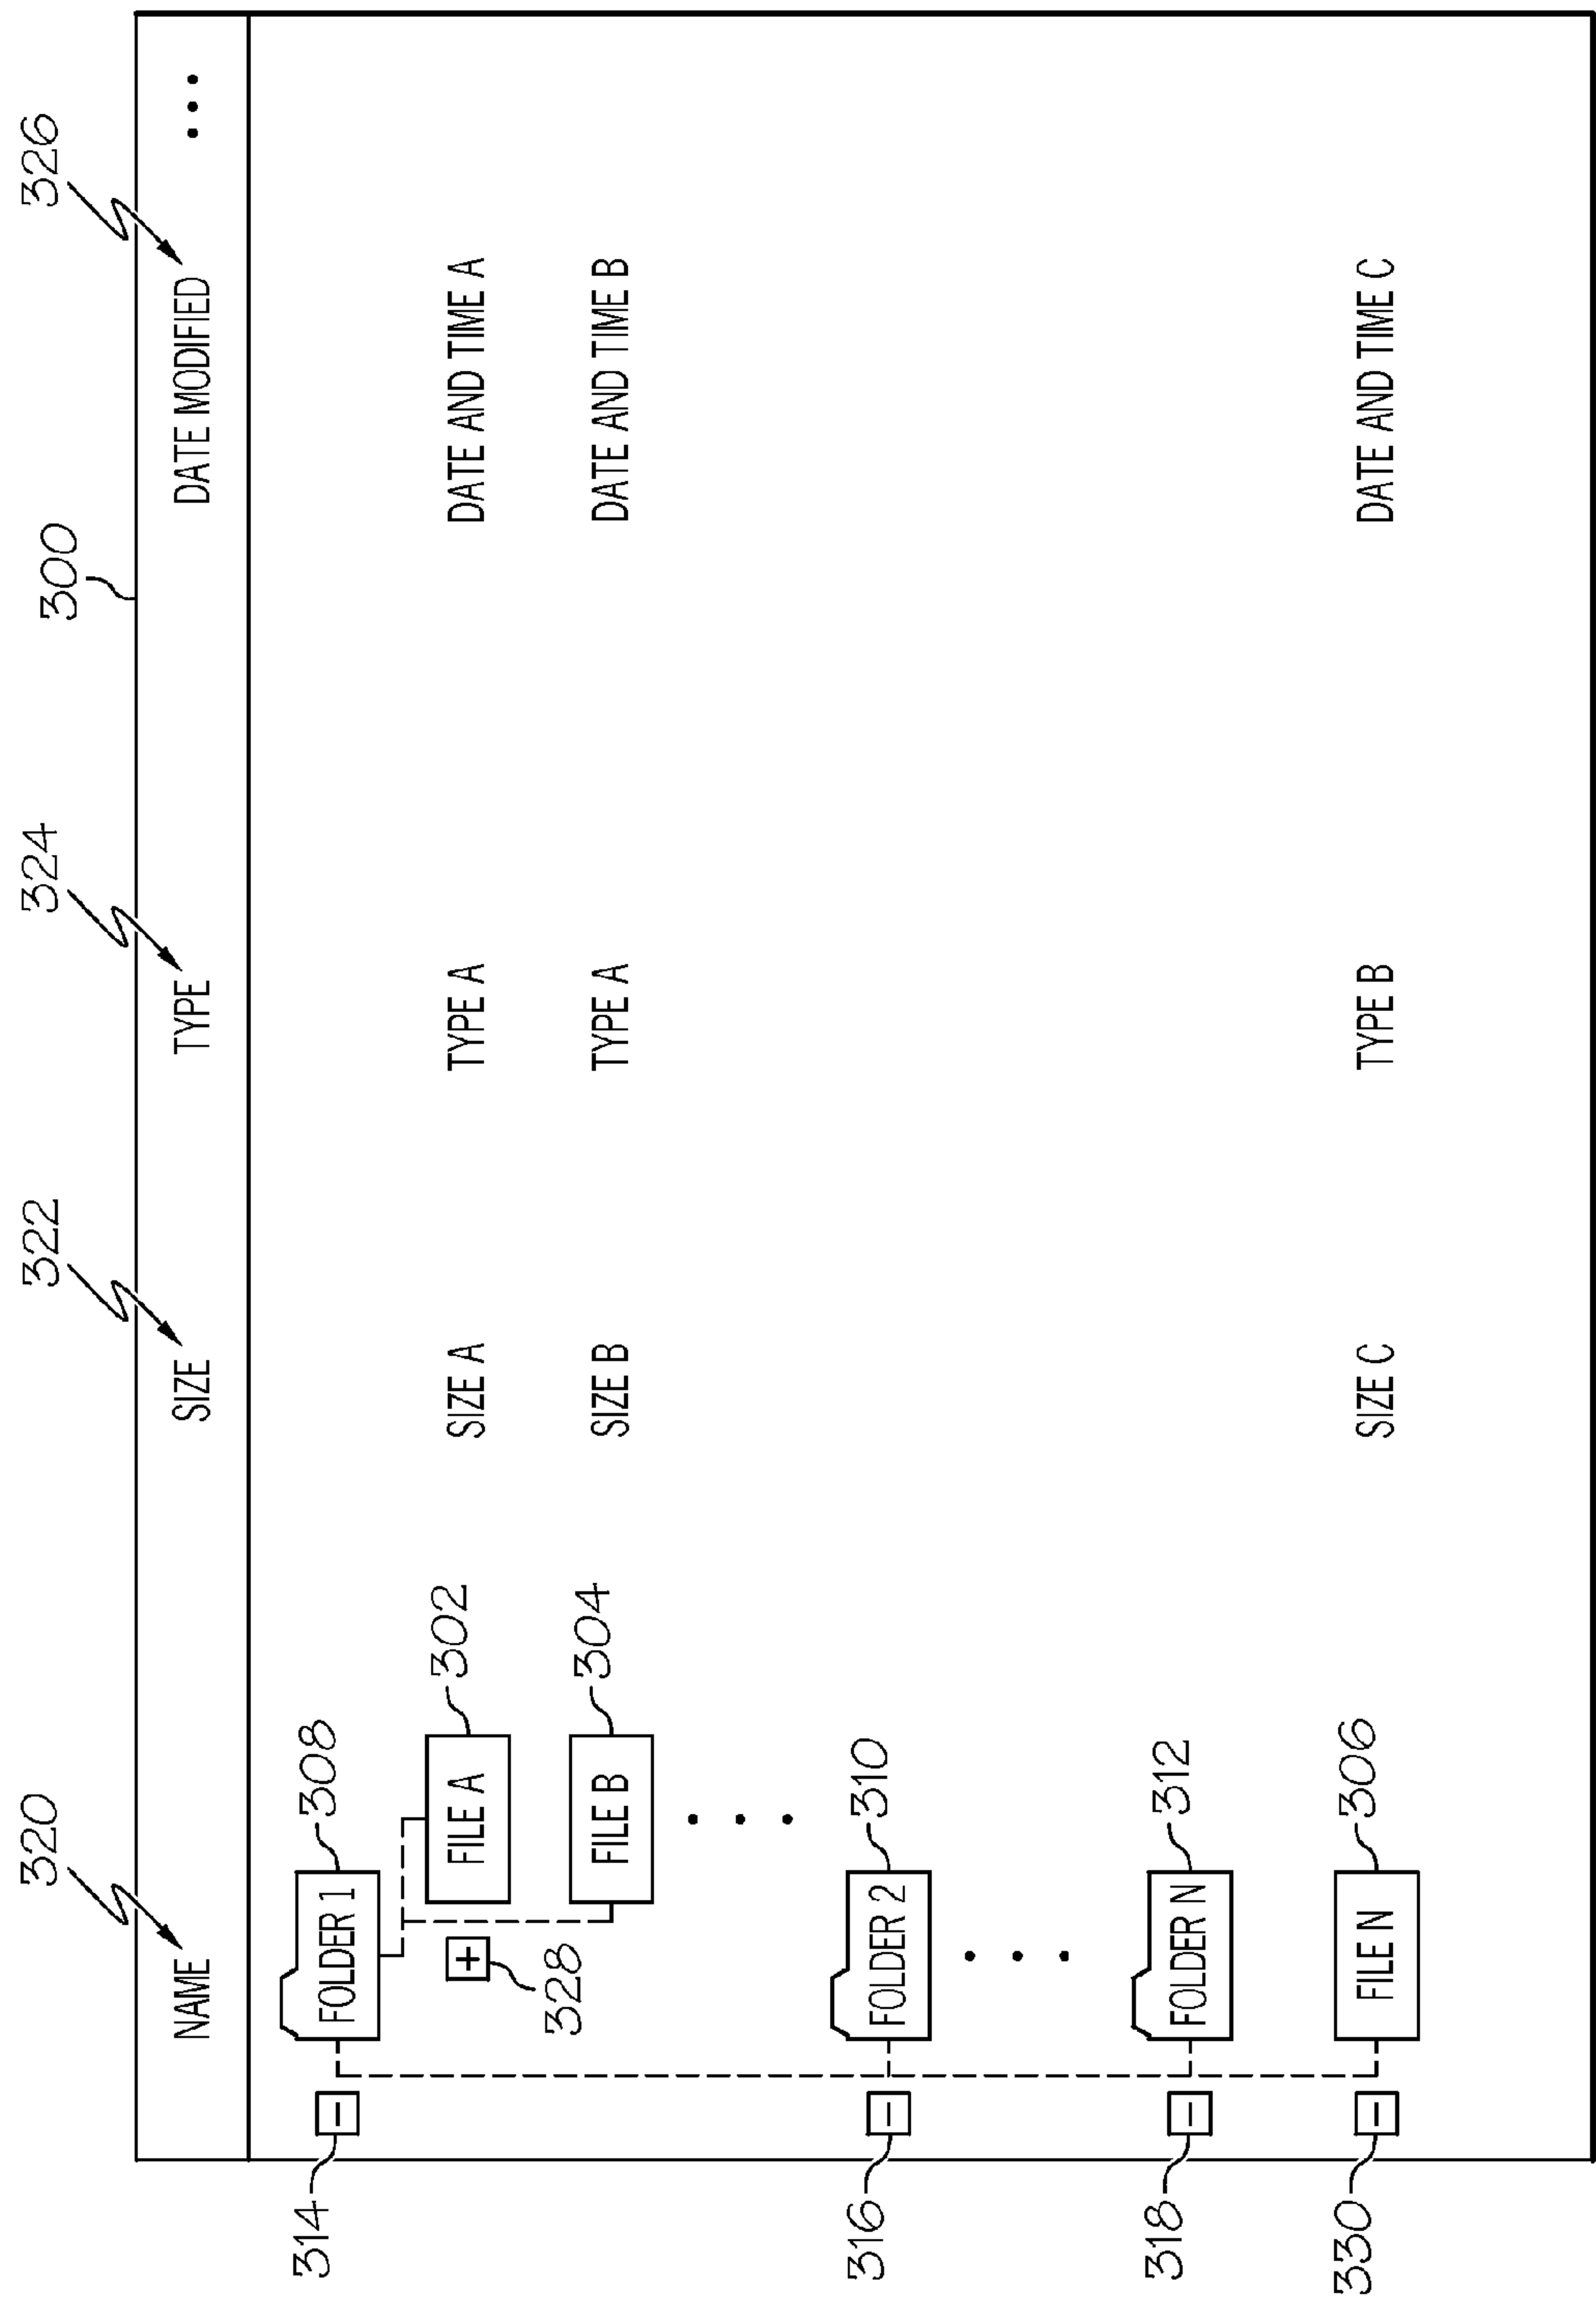 300
320 322 324 326
NAME SIZE TYPE DATE MODIFIED ...
314 - FOLDER 1 308
+ FILE A 302 SIZE A TYPE A DATE AND TIME A
328
FILE B 304 SIZE B TYPE A DATE AND TIME B
316 - FOLDER 2 310
318 - FOLDER N 312
330 - FILE N 306 SIZE C TYPE B DATE AND TIME C